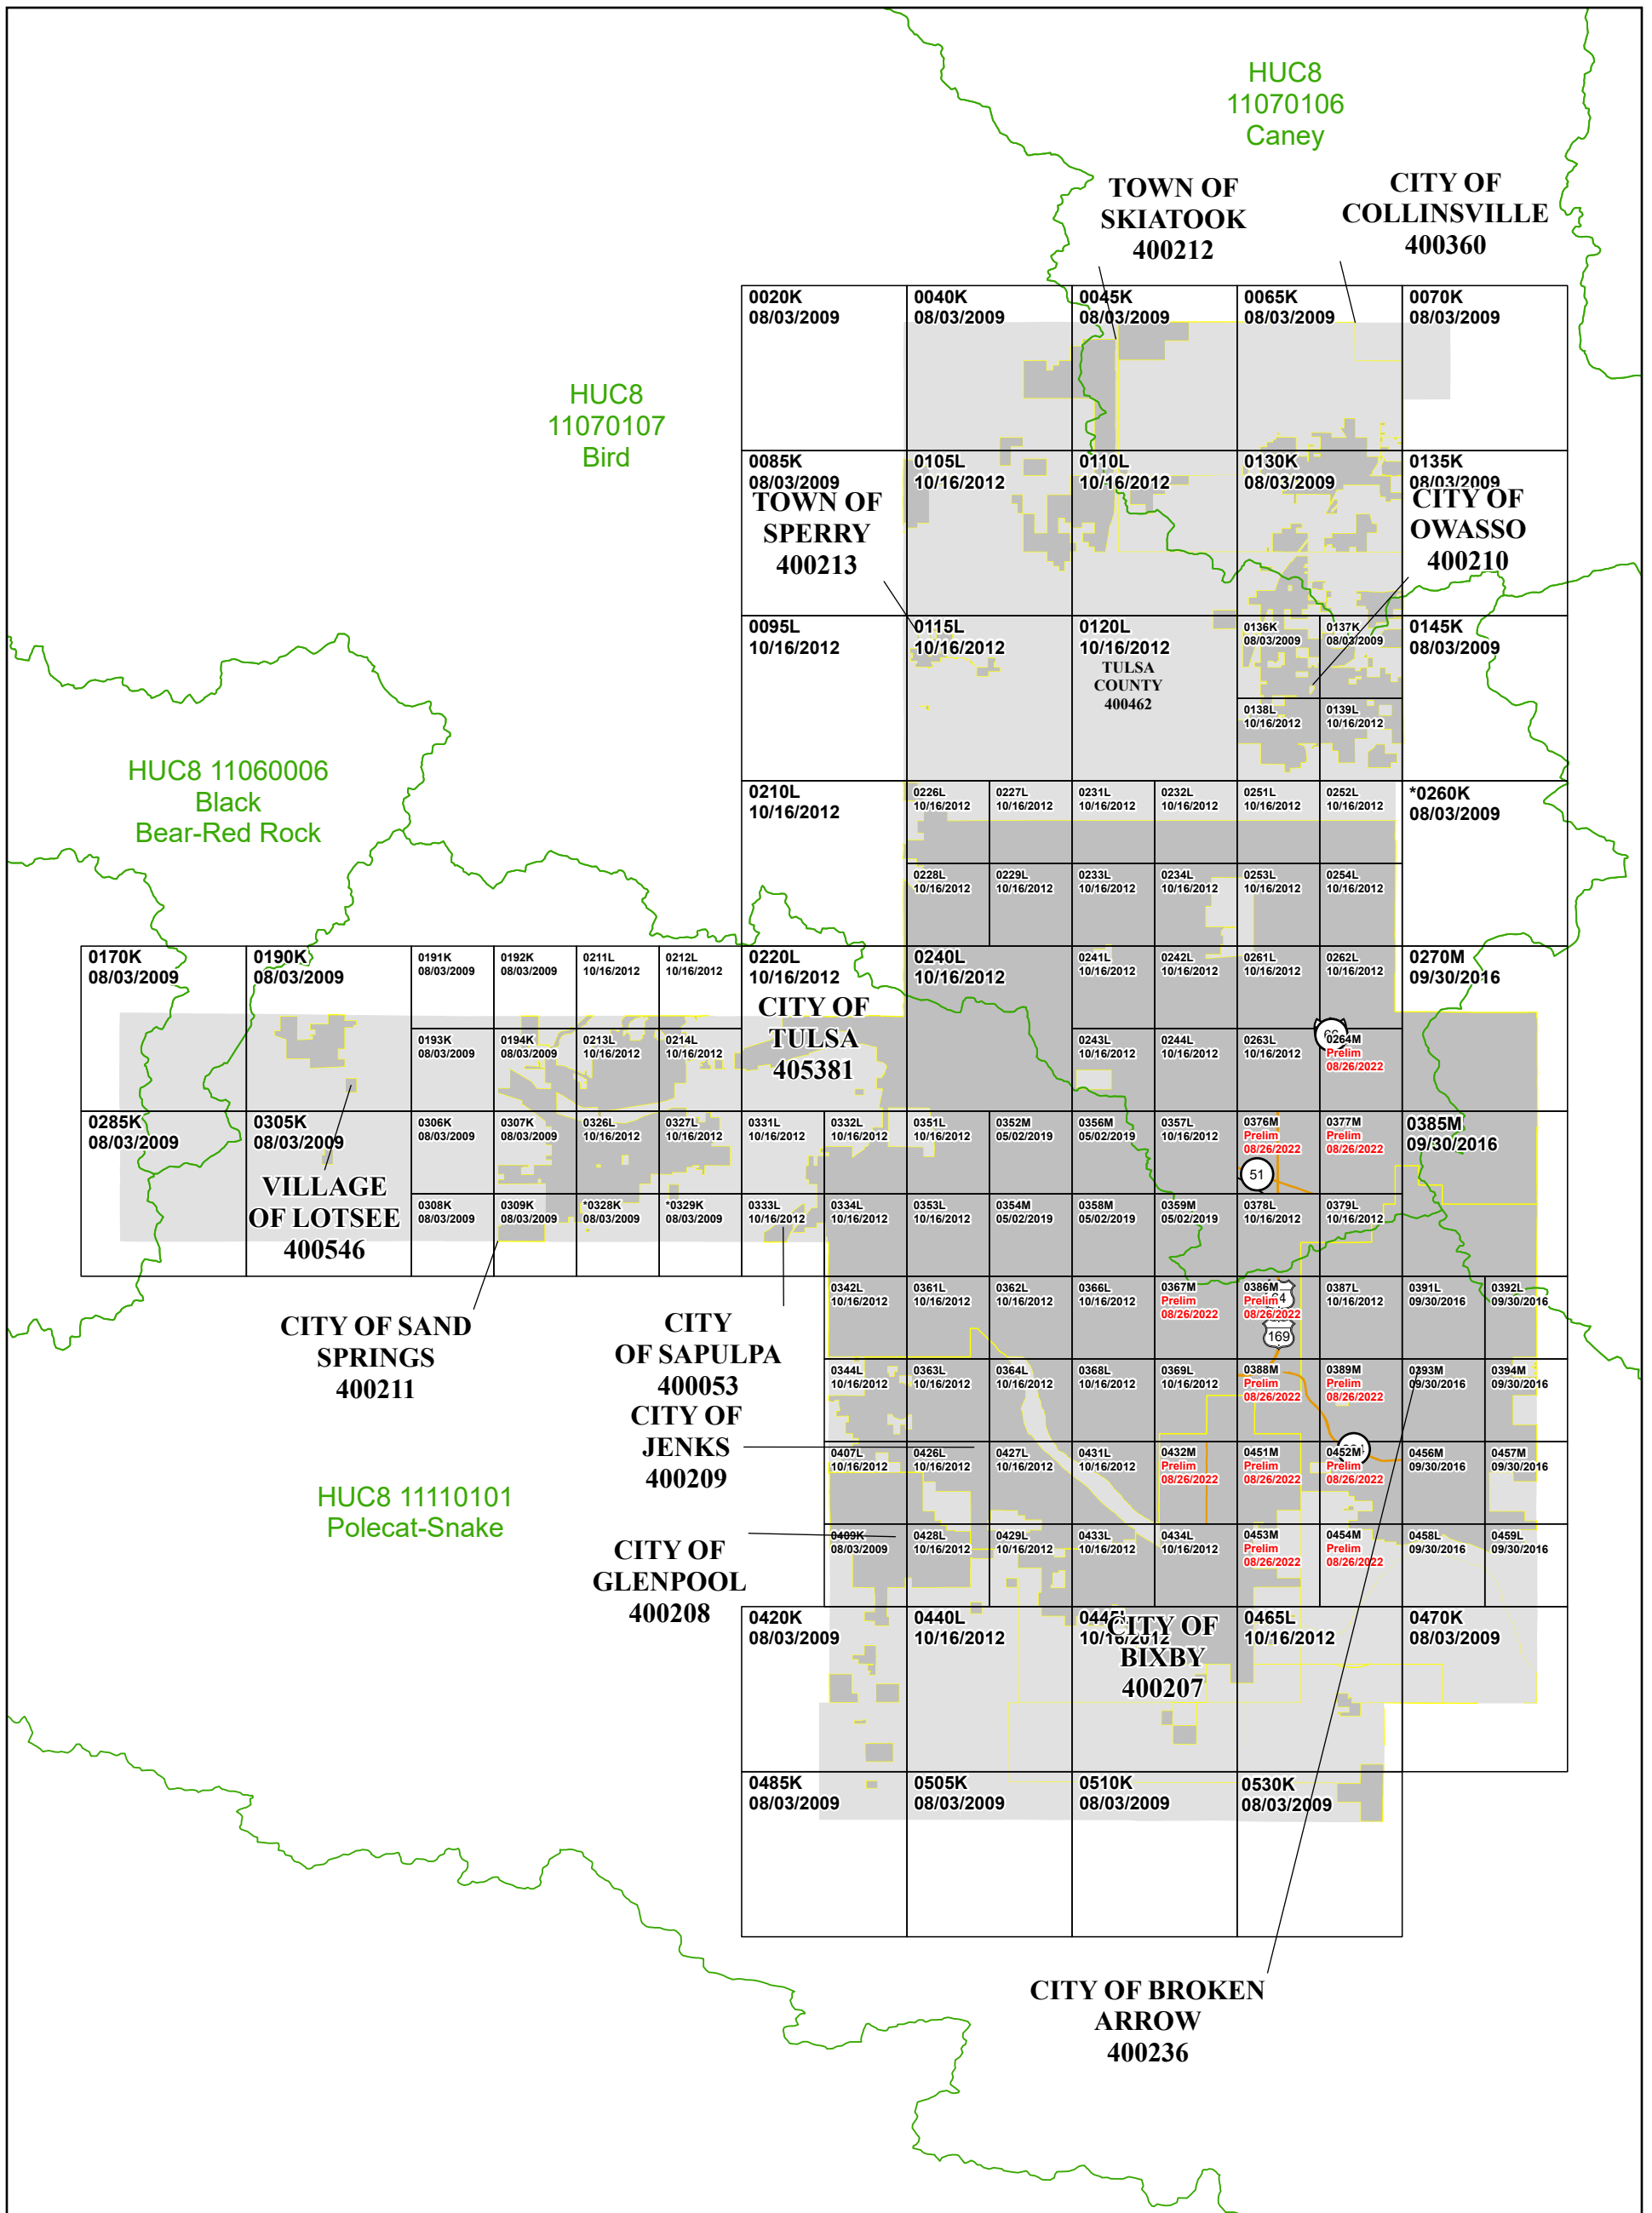 HUC8
11070106
Caney
TOWN OF
SKIATOOK
400212
CITY OF
COLLINSVILLE
400360
0020K
08/03/2009
0040K
08/03/2009
0045K
08/03/2009
0065K
08/03/2009
0070K
08/03/2009
HUC8
11070107
Bird
0085K
08/03/2009
TOWN OF
SPERRY
400213
0105L
10/16/2012
0110L
10/16/2012
0130K
08/03/2009
0135K
08/03/2009
CITY OF
OWASSO
400210
0095L
10/16/2012
0115L
10/16/2012
0120L
10/16/2012
TULSA
COUNTY
400462
0136K
08/03/2009
0137K
08/03/2009
0145K
08/03/2009
0138L
10/16/2012
0139L
10/16/2012
HUC8 11060006
Black
Bear-Red Rock
0210L
10/16/2012
0226L
10/16/2012
0227L
10/16/2012
0231L
10/16/2012
0232L
10/16/2012
0251L
10/16/2012
0252L
10/16/2012
*0260K
08/03/2009
0228L
10/16/2012
0229L
10/16/2012
0233L
10/16/2012
0234L
10/16/2012
0253L
10/16/2012
0254L
10/16/2012
0170K
08/03/2009
0190K
08/03/2009
0191K
08/03/2009
0192K
08/03/2009
0211L
10/16/2012
0212L
10/16/2012
0220L
10/16/2012
CITY OF
TULSA
405381
0240L
10/16/2012
0241L
10/16/2012
0242L
10/16/2012
0261L
10/16/2012
0262L
10/16/2012
0270M
09/30/2016
0193K
08/03/2009
0194K
08/03/2009
0213L
10/16/2012
0214L
10/16/2012
0243L
10/16/2012
0244L
10/16/2012
0263L
10/16/2012
0264M
Prelim
08/26/2022
0285K
08/03/2009
0305K
08/03/2009
VILLAGE
OF LOTSEE
400546
0306K
08/03/2009
0307K
08/03/2009
0326L
10/16/2012
0327L
10/16/2012
0331L
10/16/2012
0332L
10/16/2012
0351L
10/16/2012
0352M
05/02/2019
0356M
05/02/2019
0357L
10/16/2012
0376M
Prelim
08/26/2022
51
0377M
Prelim
08/26/2022
0385M
09/30/2016
0308K
08/03/2009
0309K
08/03/2009
*0328K
08/03/2009
*0329K
08/03/2009
0333L
10/16/2012
0334L
10/16/2012
0353L
10/16/2012
0354M
05/02/2019
0358M
05/02/2019
0359M
05/02/2019
0378L
10/16/2012
0379L
10/16/2012
CITY OF SAND
SPRINGS
400211
CITY
OF SAPULPA
400053
0342L
10/16/2012
0361L
10/16/2012
0362L
10/16/2012
0366L
10/16/2012
0367M
Prelim
08/26/2022
0386M
Prelim
08/26/2022
169
0387L
10/16/2012
0391L
09/30/2016
0392L
09/30/2016
0344L
10/16/2012
0363L
10/16/2012
0364L
10/16/2012
0368L
10/16/2012
0369L
10/16/2012
0388M
Prelim
08/26/2022
0389M
Prelim
08/26/2022
0393M
09/30/2016
0394M
09/30/2016
CITY OF
JENKS
400209
0407L
10/16/2012
0426L
10/16/2012
0427L
10/16/2012
0431L
10/16/2012
0432M
Prelim
08/26/2022
0451M
Prelim
08/26/2022
0452M
Prelim
08/26/2022
0456M
09/30/2016
0457M
09/30/2016
HUC8 11110101
Polecat-Snake
CITY OF
GLENPOOL
400208
0409K
08/03/2009
0428L
10/16/2012
0429L
10/16/2012
0433L
10/16/2012
0434L
10/16/2012
0453M
Prelim
08/26/2022
0454M
Prelim
08/26/2022
0458L
09/30/2016
0459L
09/30/2016
0420K
08/03/2009
0440L
10/16/2012
0445L
10/16/2012
CITY OF
BIXBY
400207
0465L
10/16/2012
0470K
08/03/2009
0485K
08/03/2009
0505K
08/03/2009
0510K
08/03/2009
0530K
08/03/2009
CITY OF BROKEN
ARROW
400236